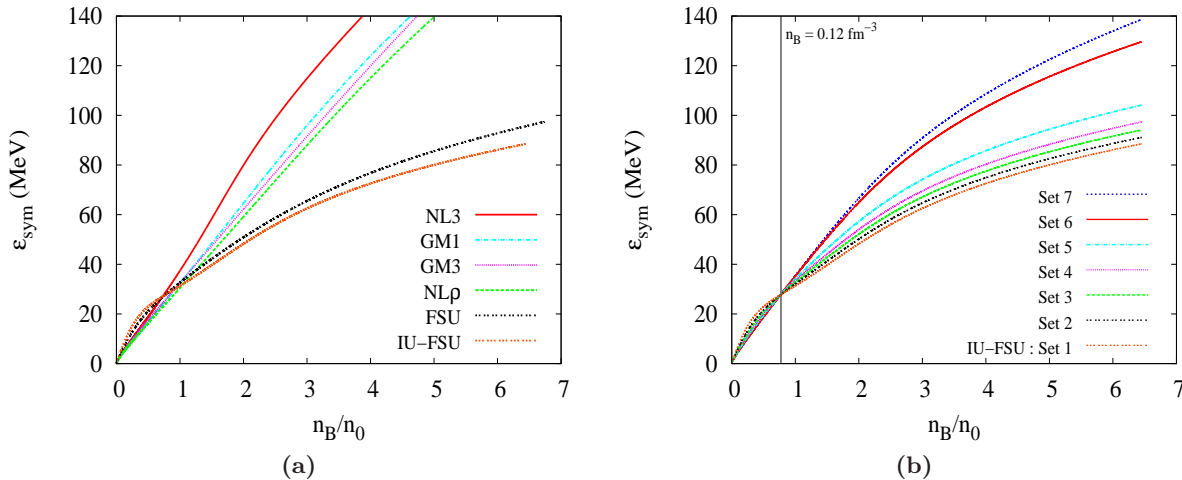 140
120
100
80
60
40
20
0
ε_sym (MeV)
NL3
GM1
GM3
NLρ
FSU
IU−FSU
0 1 2 3 4 5 6 7
n_B/n_0
(a)
140
120
100
80
60
40
20
0
ε_sym (MeV)
n_B = 0.12 fm^−3
Set 7
Set 6
Set 5
Set 4
Set 3
Set 2
IU−FSU : Set 1
0 1 2 3 4 5 6 7
n_B/n_0
(b)